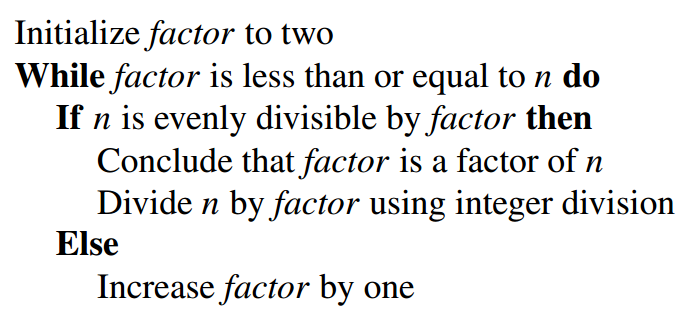 Initialize factor to two
While factor is less than or equal to n do
If n is evenly divisible by factor then
Conclude that factor is a factor of n
Divide n by factor using integer division
Else
Increase factor by one